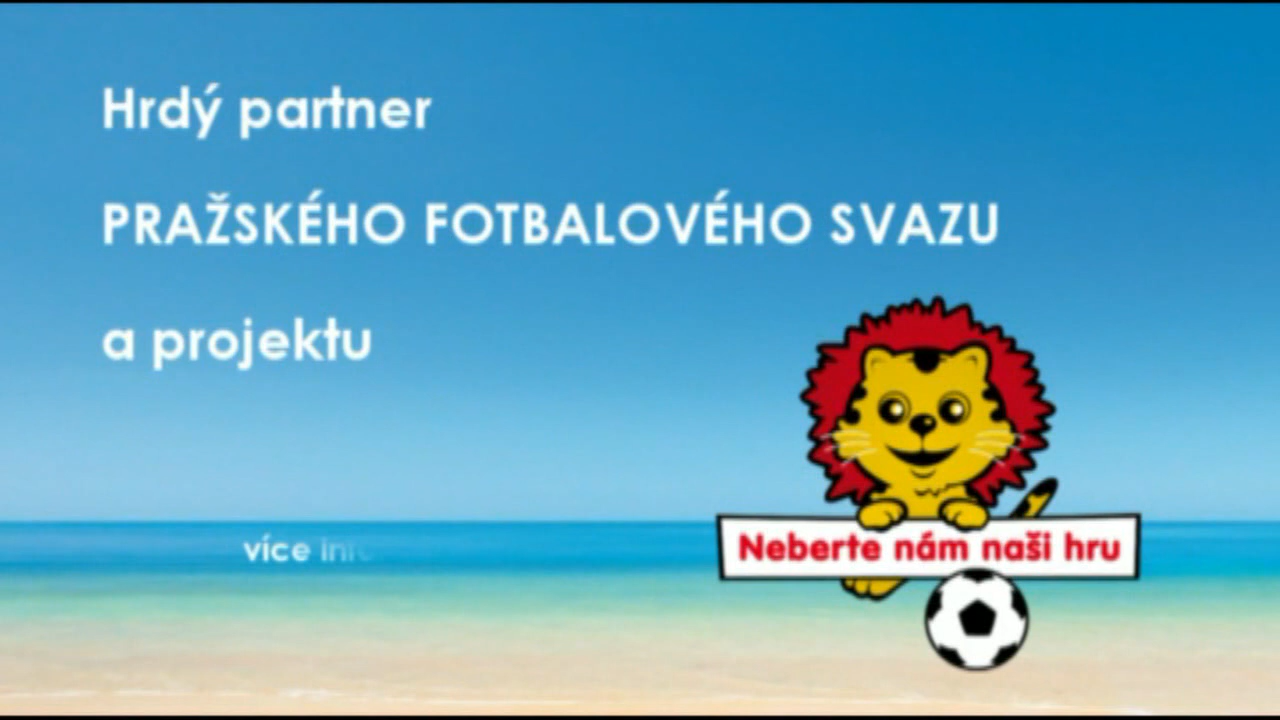 Hrdý partner
PRAŽSKÉHO FOTBALOVÉHO SVAZU
a projektu
Neberte nám naši hru
více